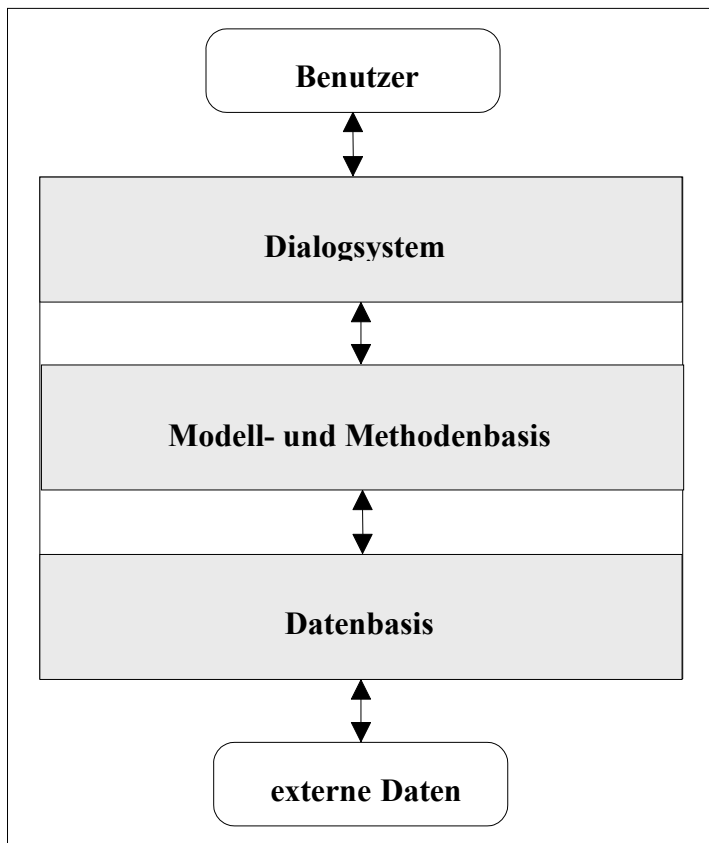 Benutzer
Dialogsystem
Modell- und Methodenbasis
Datenbasis
externe Daten